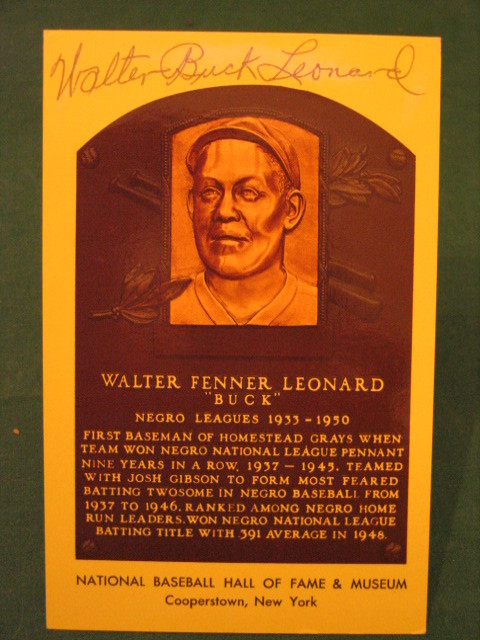 Walter Buck Leonard
WALTER FENNER LEONARD
"BUCK"
NEGRO LEAGUES 1933 - 1950
FIRST BASEMAN OF HOMESTEAD GRAYS WHEN
TEAM WON NEGRO NATIONAL LEAGUE PENNANT
NINE YEARS IN A ROW, 1937 — 1945. TEAMED
WITH JOSH GIBSON TO FORM MOST FEARED
BATTING TWOSOME IN NEGRO BASEBALL FROM
1937 TO 1946. RANKED AMONG NEGRO HOME
RUN LEADERS. WON NEGRO NATIONAL LEAGUE
BATTING TITLE WITH .391 AVERAGE IN 1948.
NATIONAL BASEBALL HALL OF FAME & MUSEUM
Cooperstown, New York